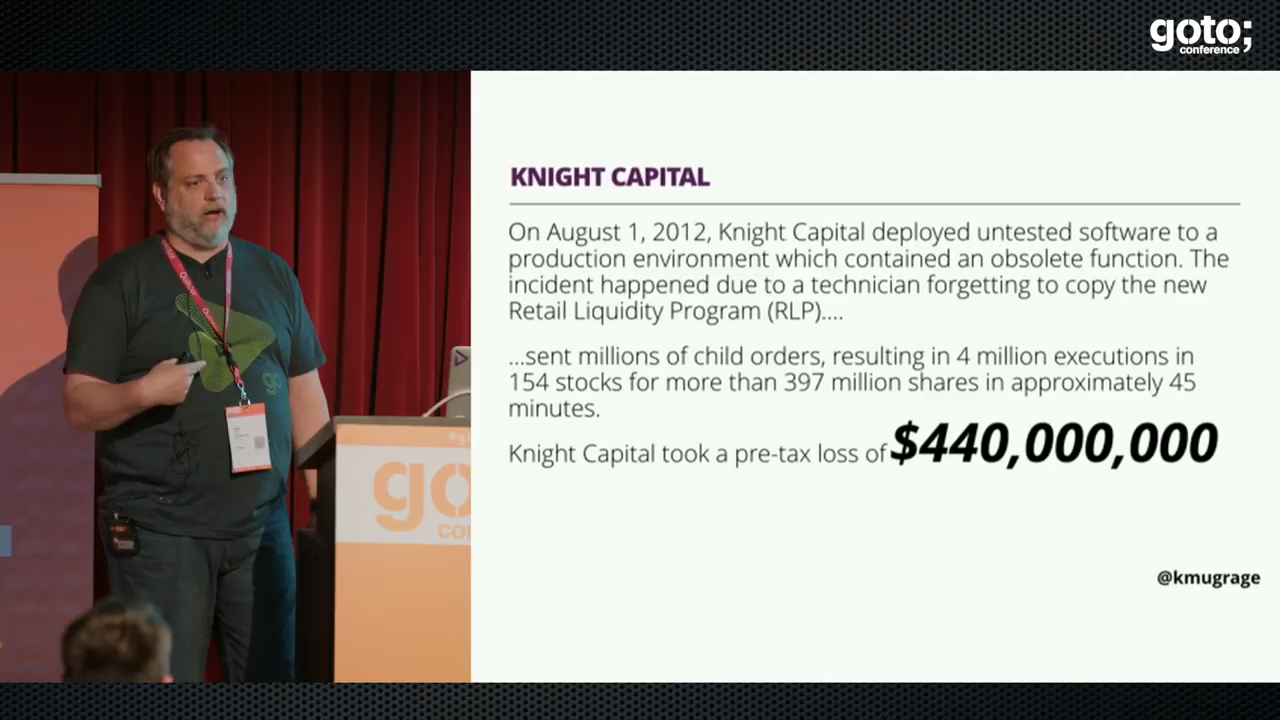 goto;
conference
KNIGHT CAPITAL
On August 1, 2012, Knight Capital deployed untested software to a
production environment which contained an obsolete function. The
incident happened due to a technician forgetting to copy the new
Retail Liquidity Program (RLP)....
...sent millions of child orders, resulting in 4 million executions in
154 stocks for more than 397 million shares in approximately 45
minutes.
Knight Capital took a pre-tax loss of $440,000,000
@kmugrage
go